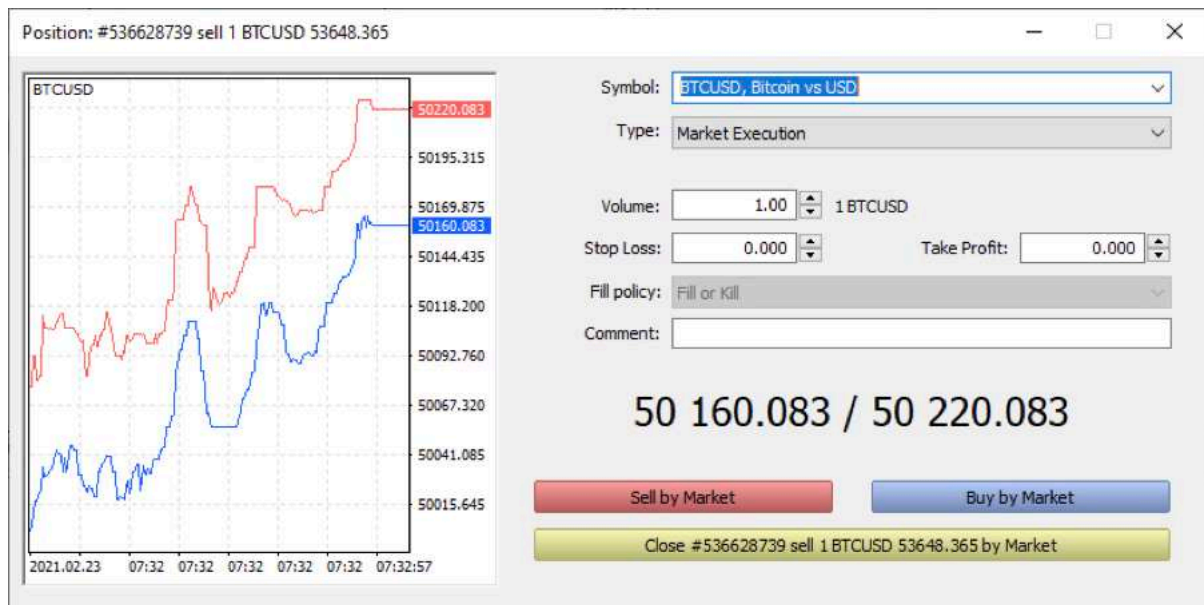 Position: #536628739 sell 1 BTCUSD 53648.365
BTCUSD
50220.083
50195.315
50169.875
50160.083
50144.435
50118.200
50092.760
50067.320
50041.085
50015.645
2021.02.23 07:32 07:32 07:32 07:32 07:32 07:32:57
Symbol: BTCUSD, Bitcoin vs USD
Type: Market Execution
Volume: 1.00 1 BTCUSD
Stop Loss: 0.000 Take Profit: 0.000
Fill policy: Fill or Kill
Comment:
50 160.083 / 50 220.083
Sell by Market Buy by Market
Close #536628739 sell 1 BTCUSD 53648.365 by Market